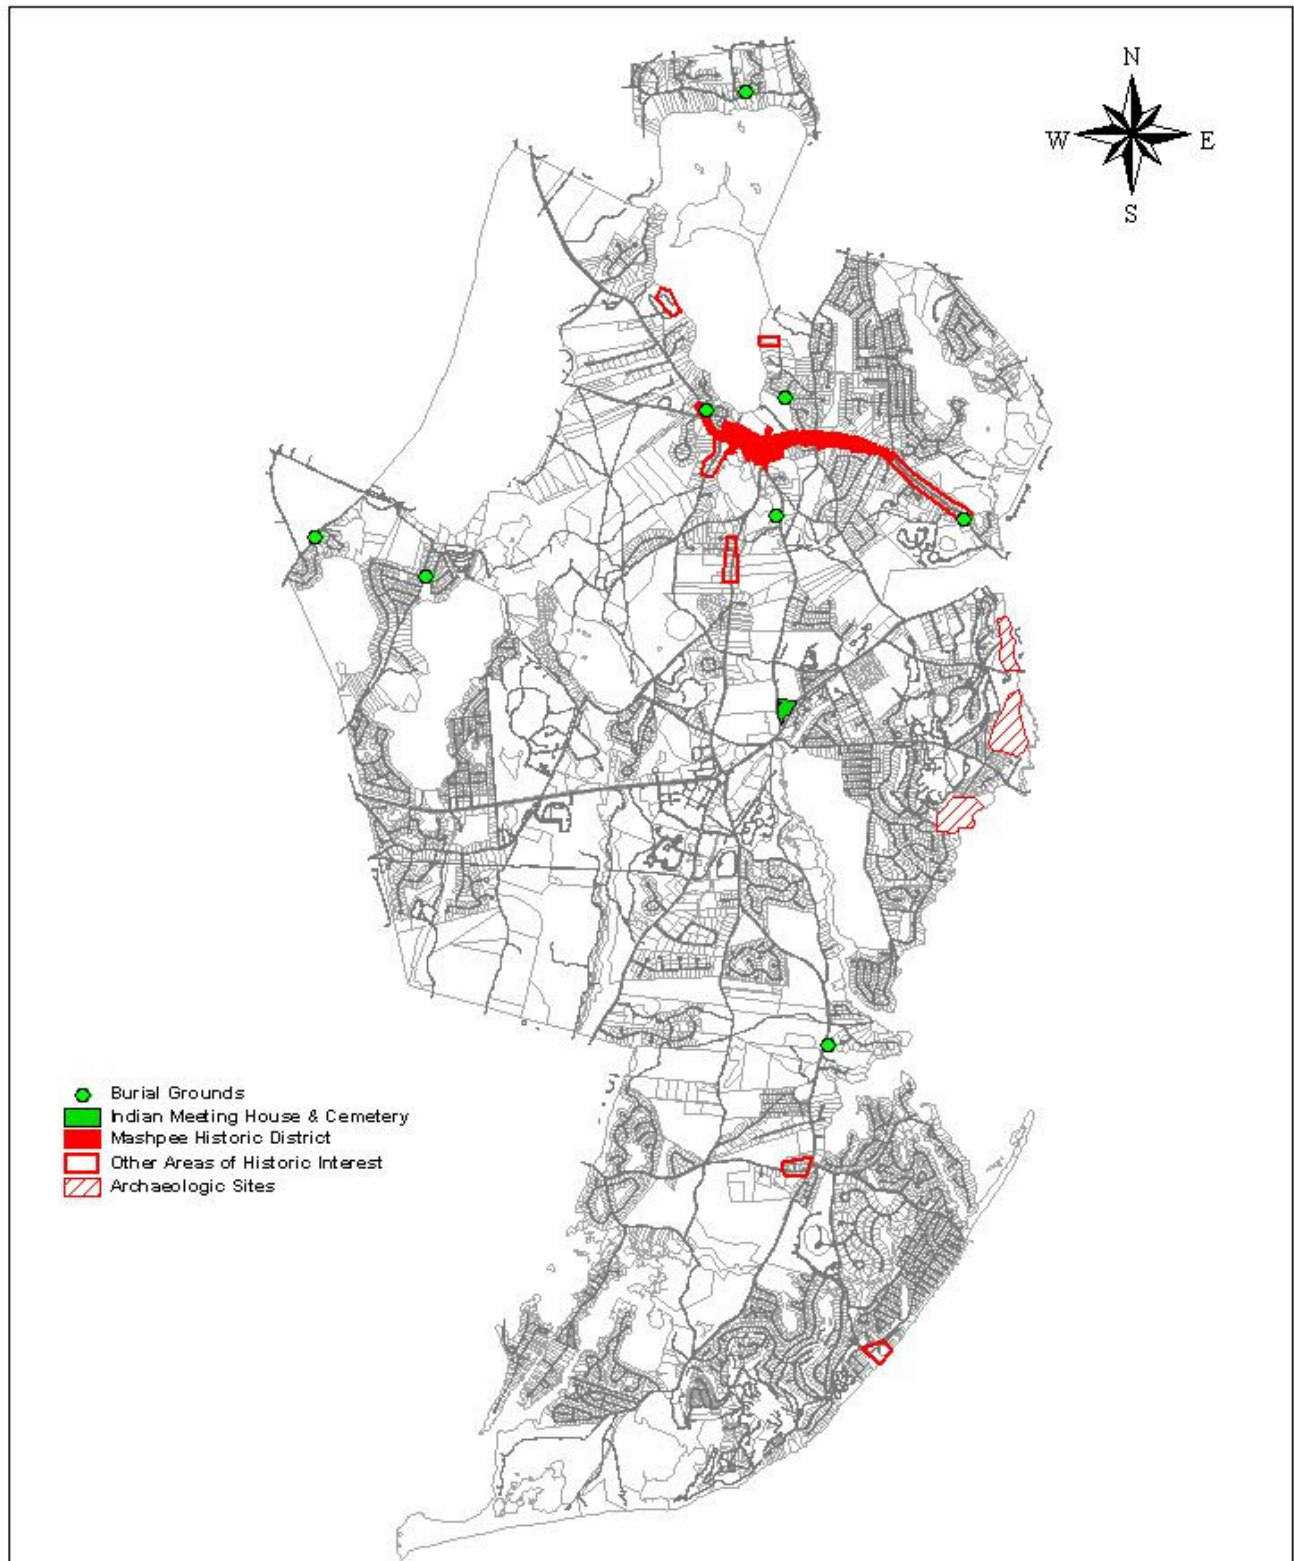 N
W E
S
Burial Grounds
Indian Meeting House & Cemetery
Mashpee Historic District
Other Areas of Historic Interest
Archaeologic Sites